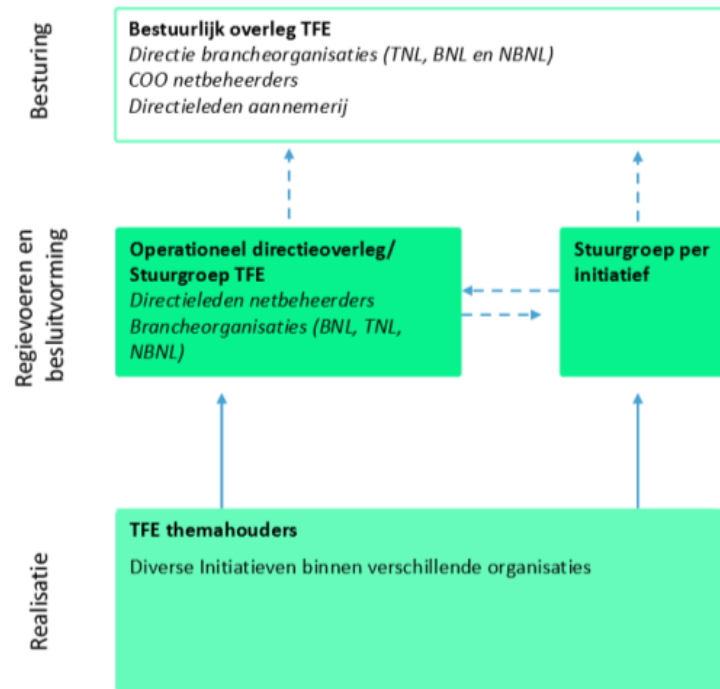 Besturing
Bestuurlijk overleg TFE
Directie brancheorganisaties (TNL, BNL en NBNL)
COO netbeheerders
Directieleden aannemerij
Regievoeren en
besluitvorming
Operationeel directieoverleg/
Stuurgroep TFE
Directieleden netbeheerders
Brancheorganisaties (BNL, TNL,
NBNL)
Stuurgroep per
initiatief
Realisatie
TFE themahouders
Diverse Initiatieven binnen verschillende organisaties